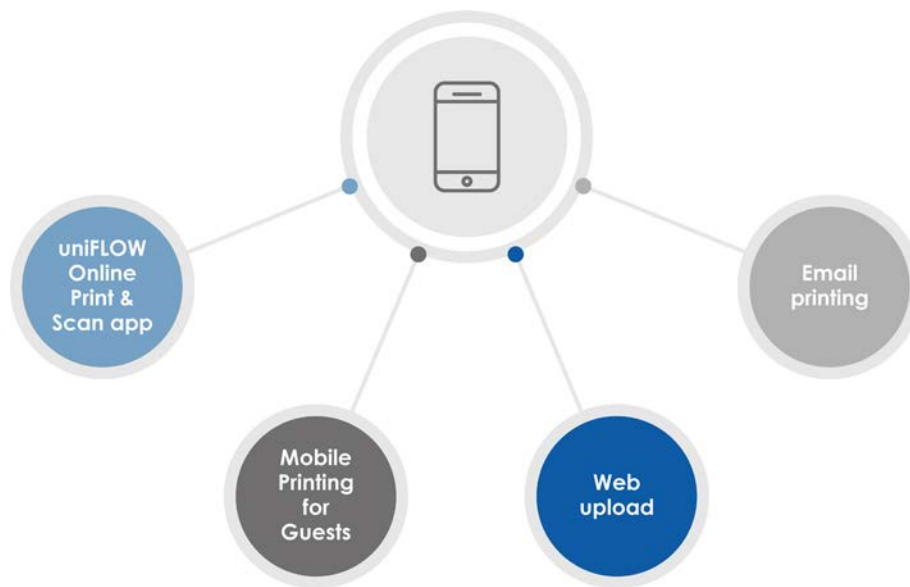 uniFLOW
Online
Print &
Scan app
Mobile
Printing
for
Guests
Web
upload
Email
printing